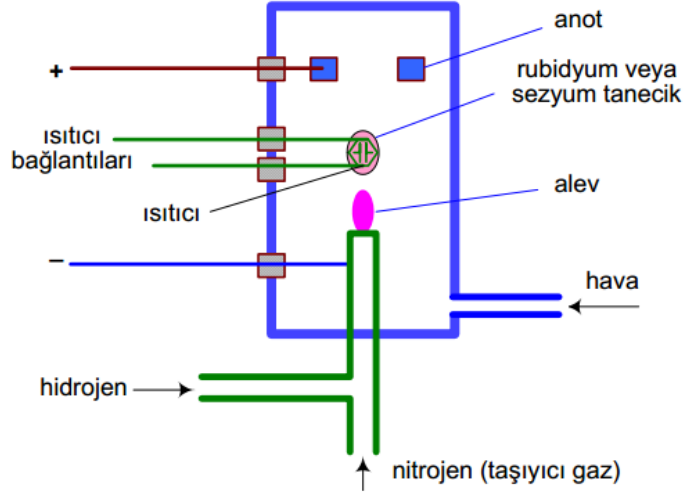 anot
+
rubidyum veya
sezyum tanecik
ısıtıcı
bağlantıları
alev
ısıtıcı
–
hava
hidrojen
nitrojen (taşıyıcı gaz)